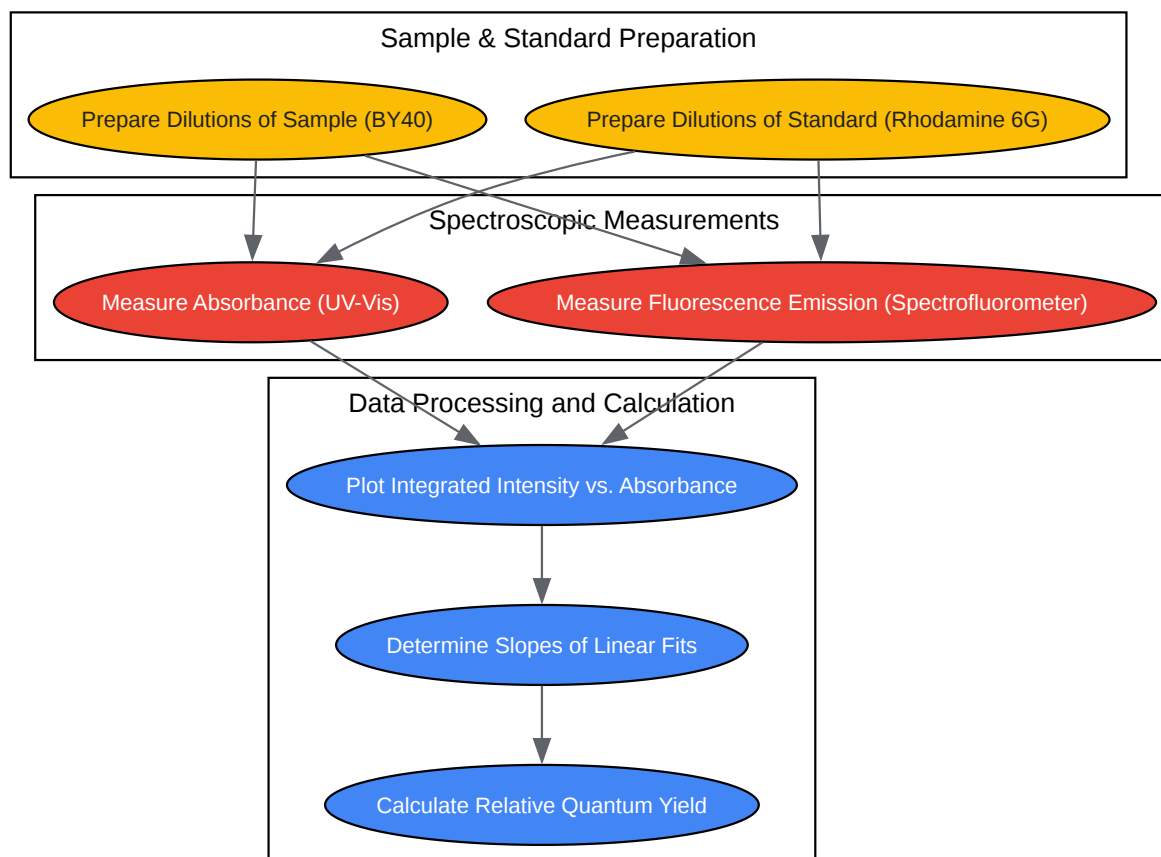 Sample & Standard Preparation
Prepare Dilutions of Sample (BY40)
Prepare Dilutions of Standard (Rhodamine 6G)
Spectroscopic Measurements
Measure Absorbance (UV-Vis)
Measure Fluorescence Emission (Spectrofluorometer)
Data Processing and Calculation
Plot Integrated Intensity vs. Absorbance
Determine Slopes of Linear Fits
Calculate Relative Quantum Yield